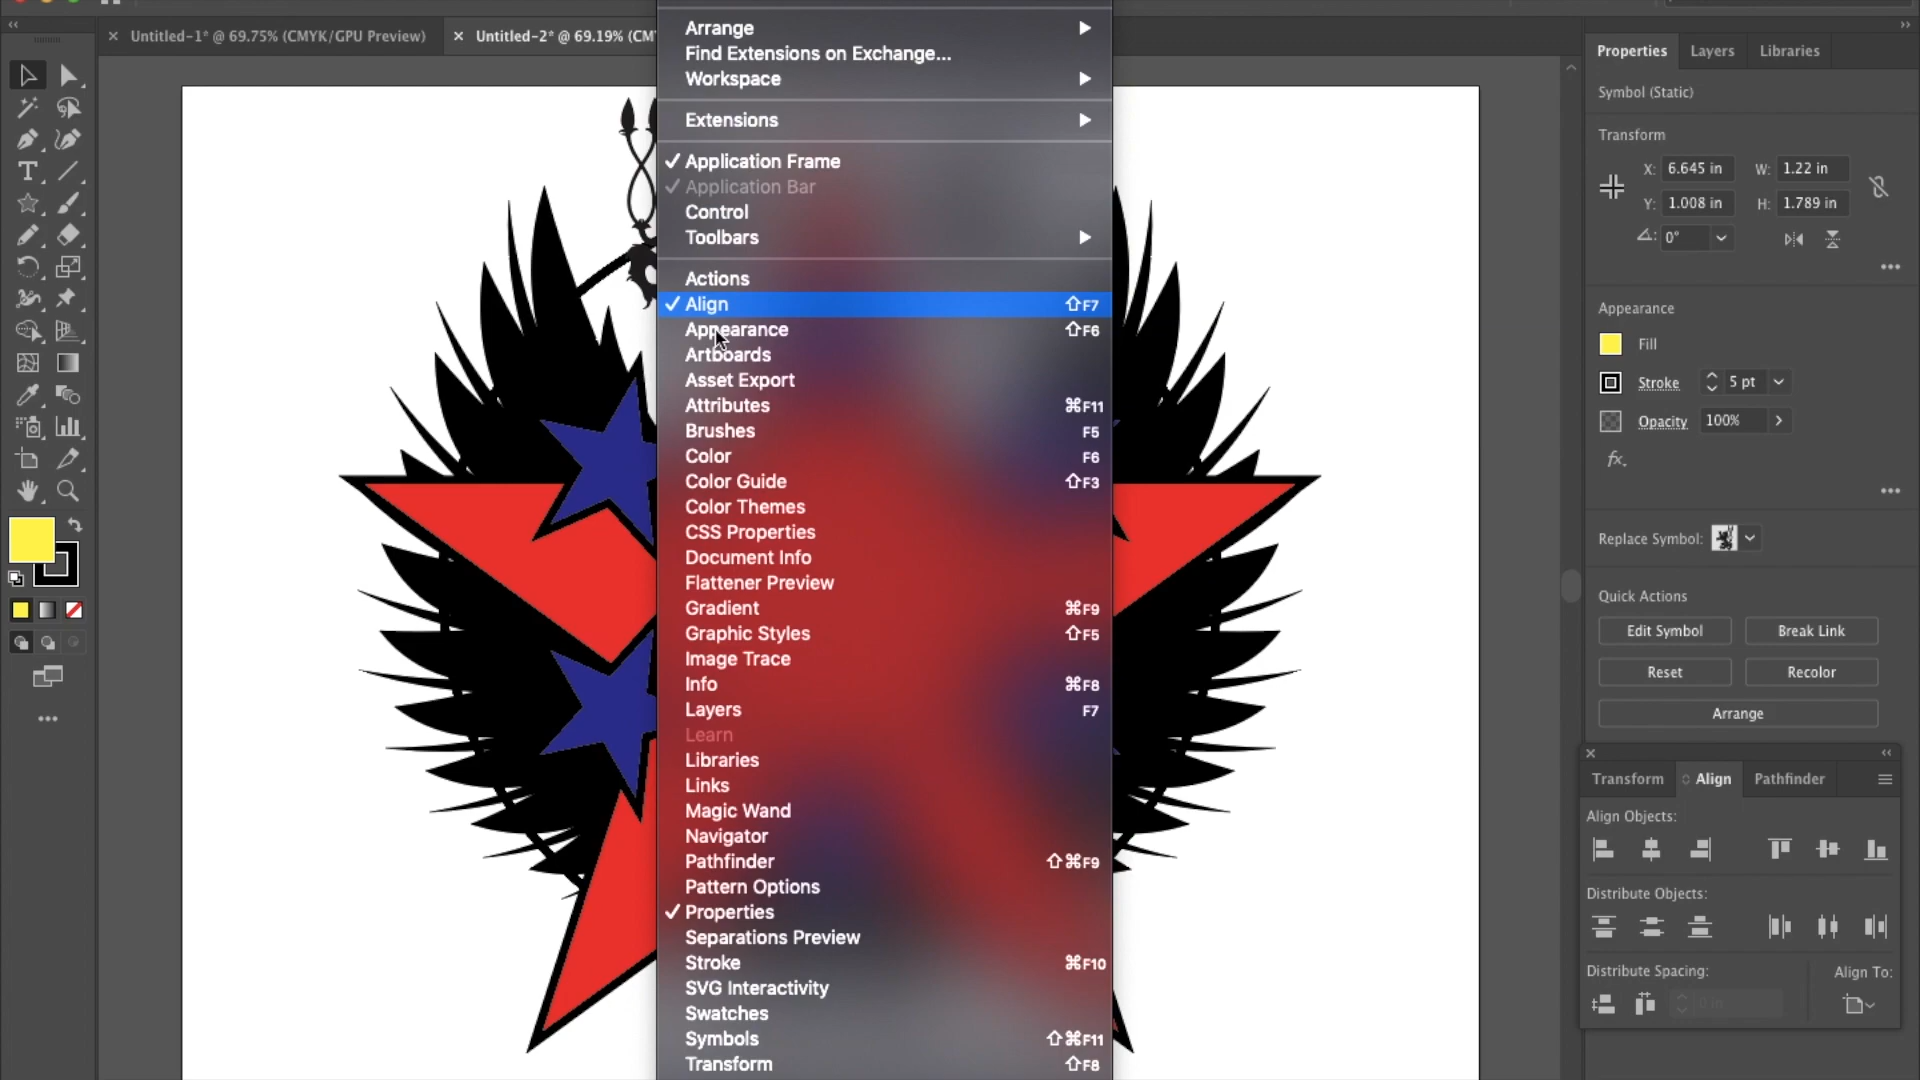 Untitled-1* @ 69.75% (CMYK/GPU Preview)
Untitled-2* @ 69.19% (CM
Arrange
Find Extensions on Exchange...
Workspace
Extensions
Application Frame
Application Bar
Control
Toolbars
Actions
Align ⇧F7
Appearance ⇧F6
Artboards
Asset Export
Attributes ⌘F11
Brushes F5
Color F6
Color Guide ⇧F3
Color Themes
CSS Properties
Document Info
Flattener Preview
Gradient ⌘F9
Graphic Styles ⇧F5
Image Trace
Info ⌘F8
Layers F7
Learn
Libraries
Links
Magic Wand
Navigator
Pathfinder ⇧⌘F9
Pattern Options
Properties
Separations Preview
Stroke ⌘F10
SVG Interactivity
Swatches
Symbols ⇧⌘F11
Transform ⇧F8
Properties Layers Libraries
Symbol (Static)
Transform
X: 6.645 in W: 1.22 in
Y: 1.008 in H: 1.789 in
0°
Appearance
Fill
Stroke 5 pt
Opacity 100%
fx.
Replace Symbol:
Quick Actions
Edit Symbol Break Link
Reset Recolor
Arrange
Transform Align Pathfinder
Align Objects:
Distribute Objects:
Distribute Spacing: Align To:
0 in